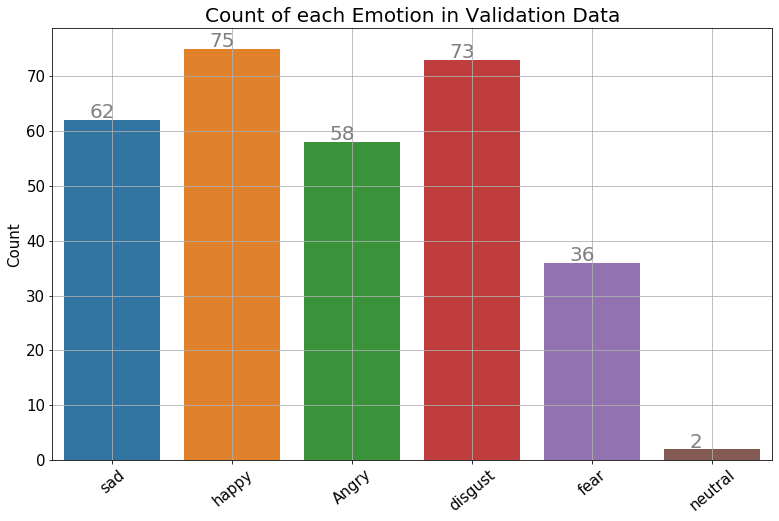 Count of each Emotion in Validation Data
75
73
62
58
36
2
Count
70
60
50
40
30
20
10
0
sad
happy
Angry
disgust
fear
neutral